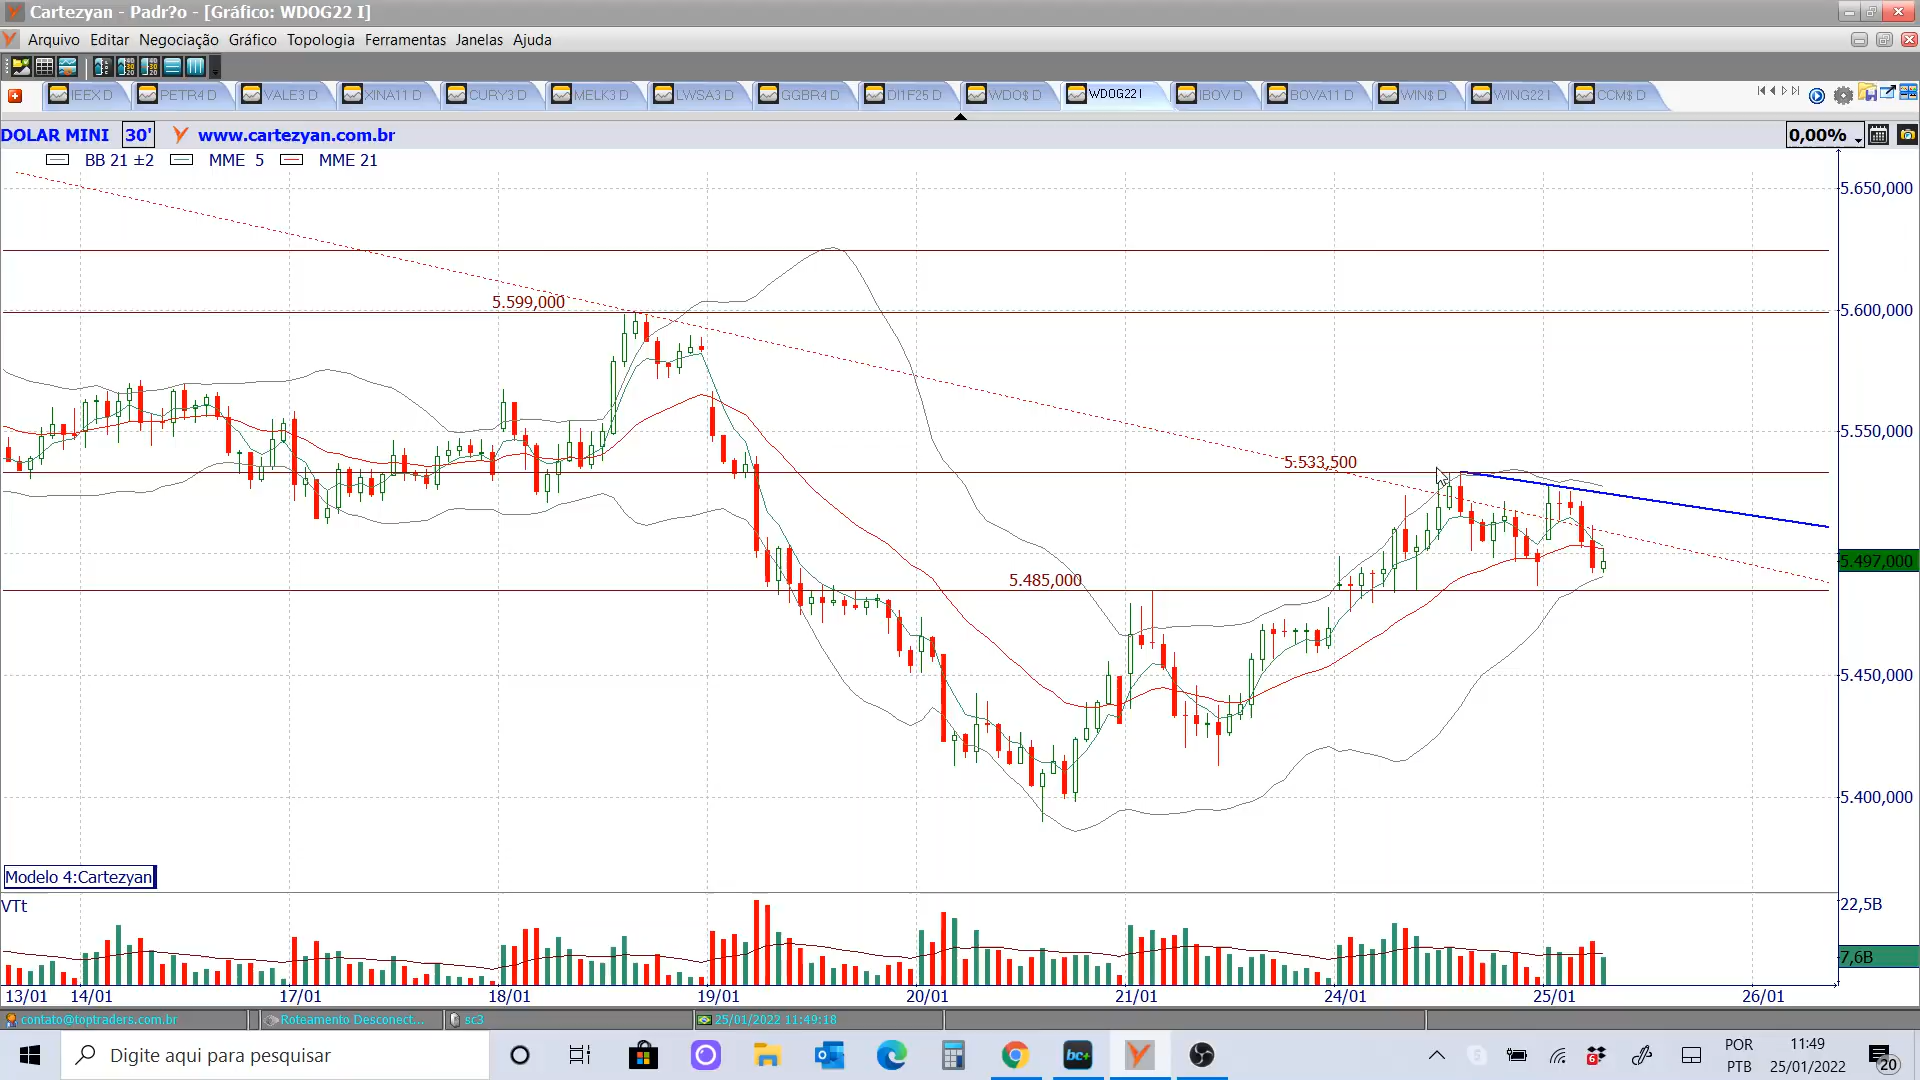 Cartezyan - Padr?o - [Gráfico: WDOG22 I]
Arquivo Editar Negociação Gráfico Topologia Ferramentas Janelas Ajuda
IEEX D PETR4 D VALE3 D XINA11 D CURY3 D MELK3 D LWSA3 D GGBR4 D DI1F25 D WDO$ D WDOG22 I IBOV D BOVA11 D WIN$ D WING22 I CCM$ D
DOLAR MINI 30' www.cartezyan.com.br 0,00%
BB 21 ±2 MME 5 MME 21
5.650,000
5.599,000
5.600,000
5.550,000
5.533,500
5.497,000
5.485,000
5.450,000
5.400,000
Modelo 4:Cartezyan
VTt
22,5B
7,6B
13/01 14/01 17/01 18/01 19/01 20/01 21/01 24/01 25/01 26/01
contato@toptraders.com.br Roteamento Desconect... sc3 25/01/2022 11:49:18
Digite aqui para pesquisar
bc+
6
POR
PTB
11:49
25/01/2022
20